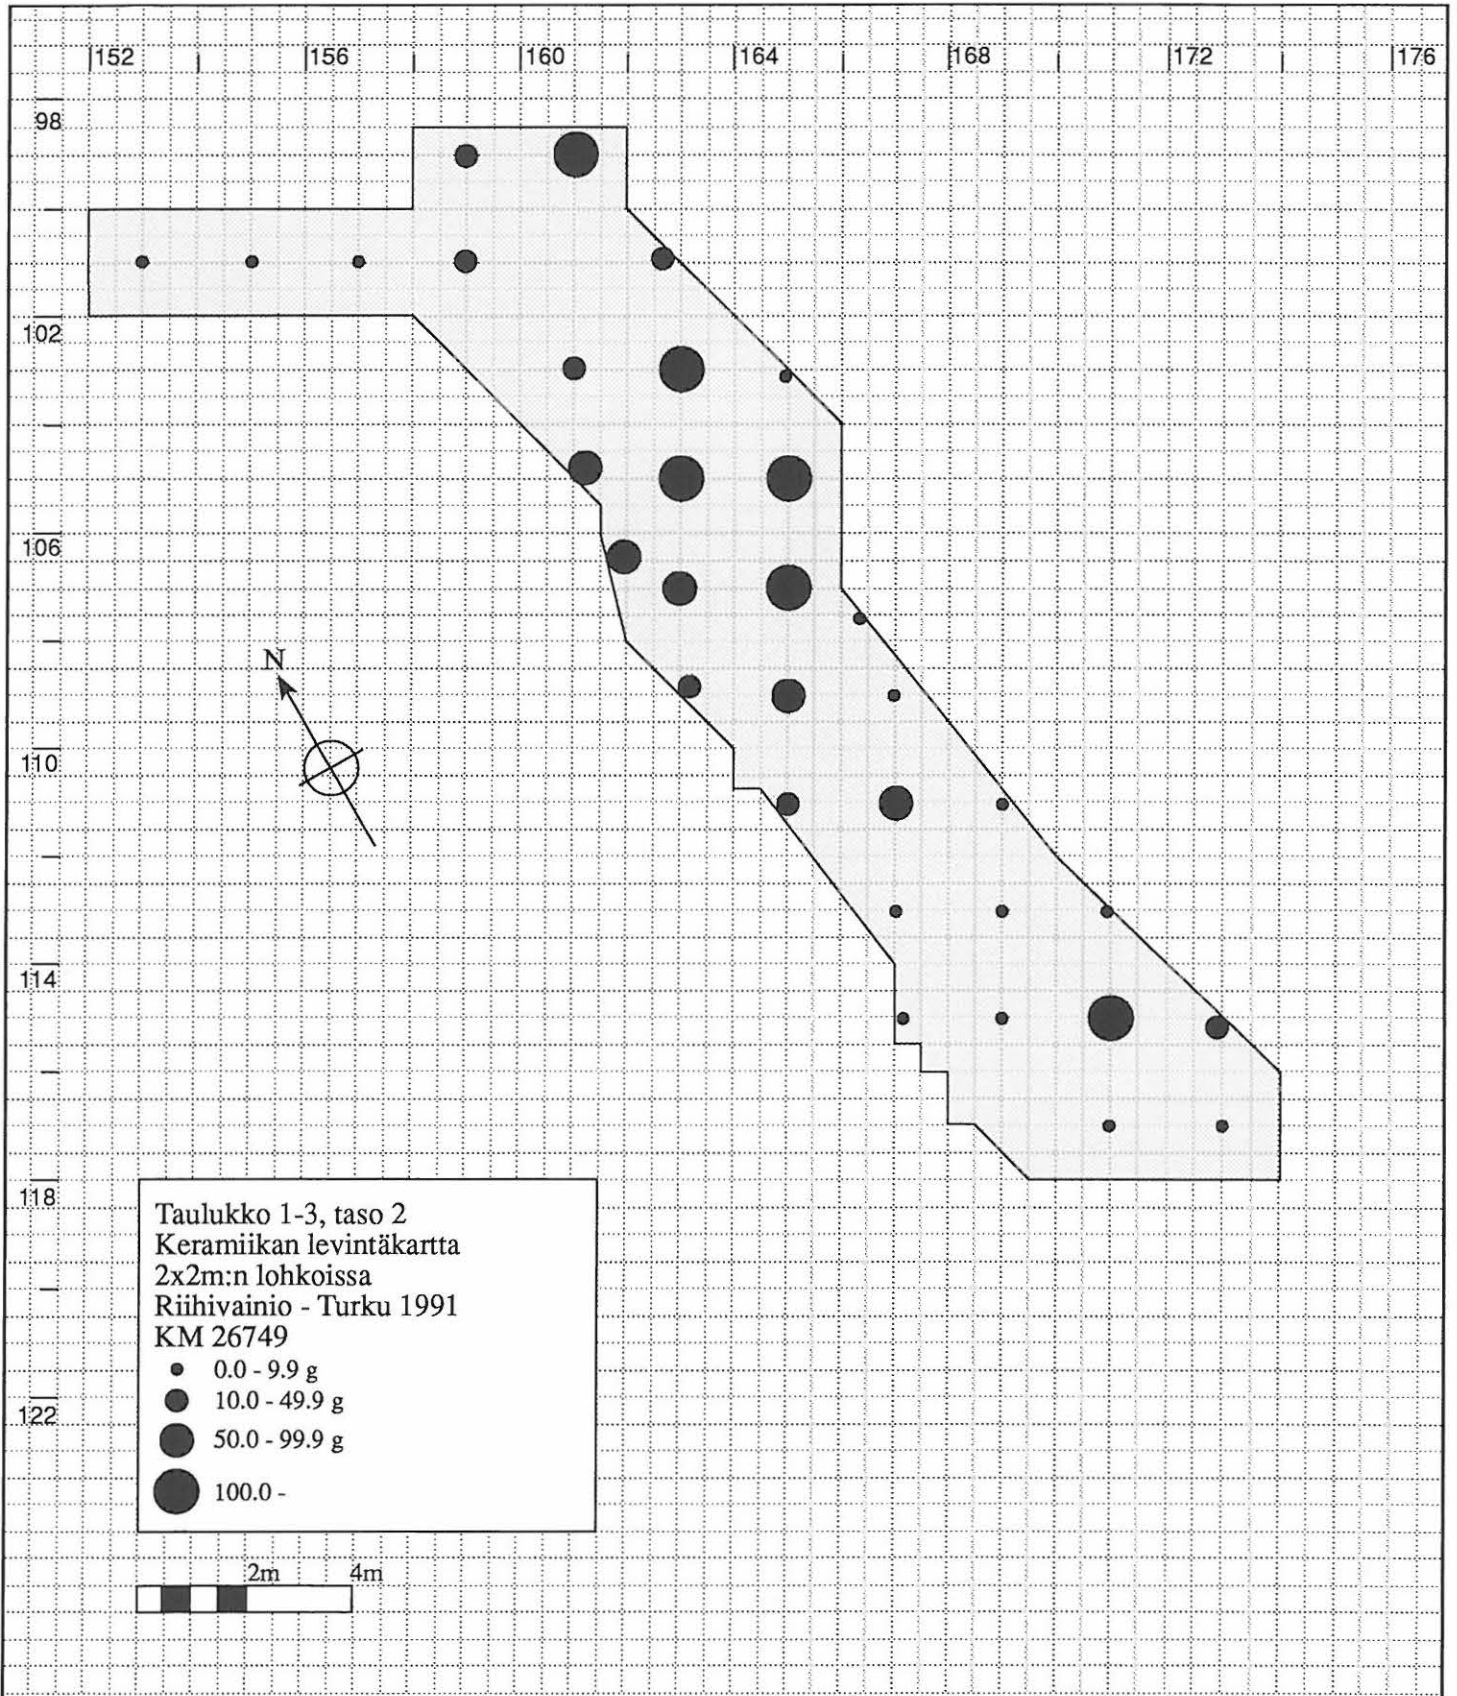 152 156 160 164 168 172 176
98
102
106
N
110
114
118
Taulukko 1-3, taso 2
Keramiikan levintäkartta
2x2m:n lohkoissa
Riihivainio - Turku 1991
KM 26749
0.0 - 9.9 g
10.0 - 49.9 g
122
50.0 - 99.9 g
100.0 -
2m 4m